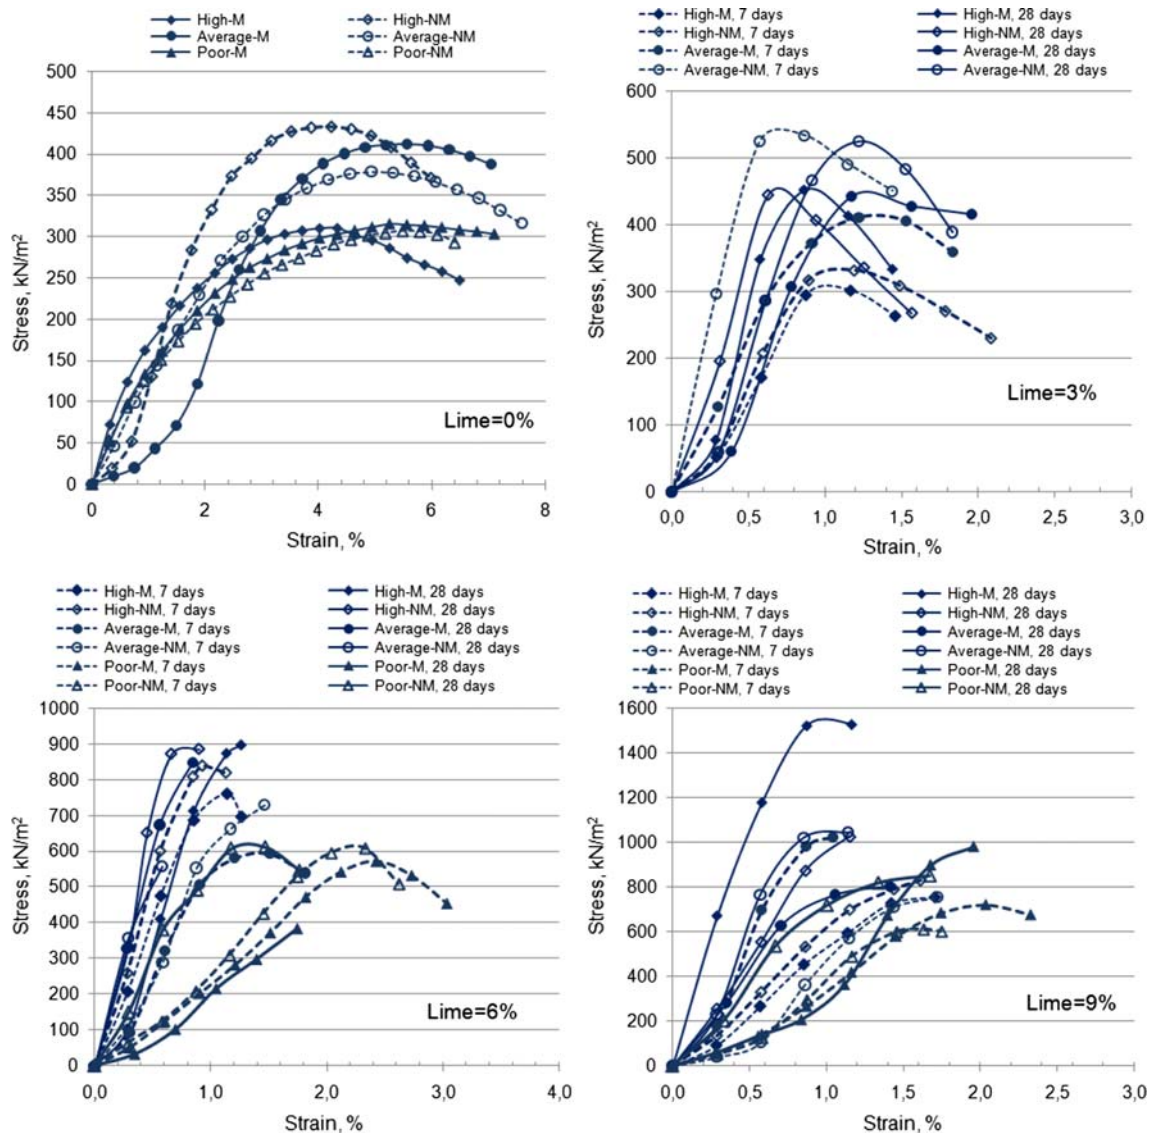 High-M
High-NM
Average-M
Average-NM
Poor-M
Poor-NM
500
450
400
350
300
250
200
150
100
50
0
Stress, kN/m²
Lime=0%
0 2 4 6 8
Strain, %
High-M, 7 days
High-M, 28 days
High-NM, 7 days
High-NM, 28 days
Average-M, 7 days
Average-M, 28 days
Average-NM, 7 days
Average-NM, 28 days
600
500
400
300
200
100
0
Stress, kN/m²
Lime=3%
0,0 0,5 1,0 1,5 2,0 2,5 3,0
Strain, %
High-M, 7 days
High-M, 28 days
High-NM, 7 days
High-NM, 28 days
Average-M, 7 days
Average-M, 28 days
Average-NM, 7 days
Average-NM, 28 days
Poor-M, 7 days
Poor-M, 28 days
Poor-NM, 7 days
Poor-NM, 28 days
1000
900
800
700
600
500
400
300
200
100
0
Stress, kN/m²
Lime=6%
0,0 1,0 2,0 3,0 4,0
Strain, %
High-M, 7 days
High-M, 28 days
High-NM, 7 days
High-NM, 28 days
Average-M, 7 days
Average-M, 28 days
Average-NM, 7 days
Average-NM, 28 days
Poor-M, 7 days
Poor-M, 28 days
Poor-NM, 7 days
Poor-NM, 28 days
1600
1400
1200
1000
800
600
400
200
0
Stress, kN/m²
Lime=9%
0,0 0,5 1,0 1,5 2,0 2,5 3,0
Strain, %